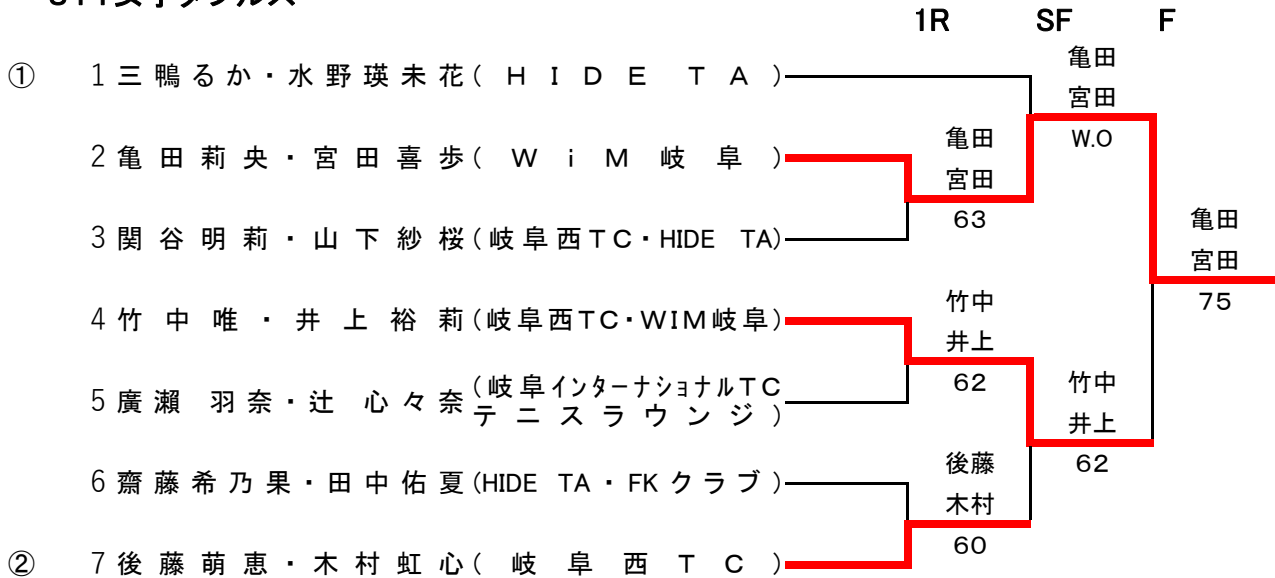 1R SF F
① 1 三鴨るか・水野瑛未花(HIDE TA)
2 亀田莉央・宮田喜歩(WiM岐阜)
3 関谷明莉・山下紗桜(岐阜西TC・HIDE TA)
4 竹中唯・井上裕莉(岐阜西TC・WIM岐阜)
5 廣瀬 羽奈・辻 心々奈(岐阜インターナショナルTC
テニスラウンジ)
6 齋藤希乃果・田中佑夏(HIDE TA・FKクラブ)
② 7 後藤萌恵・木村虹心(岐阜西TC)
亀田
宮田
63
竹中
井上
62
後藤
木村
60
亀田
宮田
W.O
竹中
井上
62
亀田
宮田
75